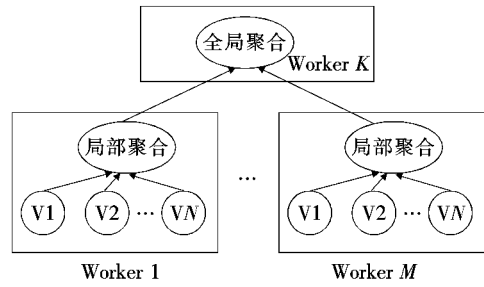 全局聚合
Worker K
局部聚合 局部聚合
...
V1 V2 ... VN V1 V2 ... VN
Worker 1 Worker M